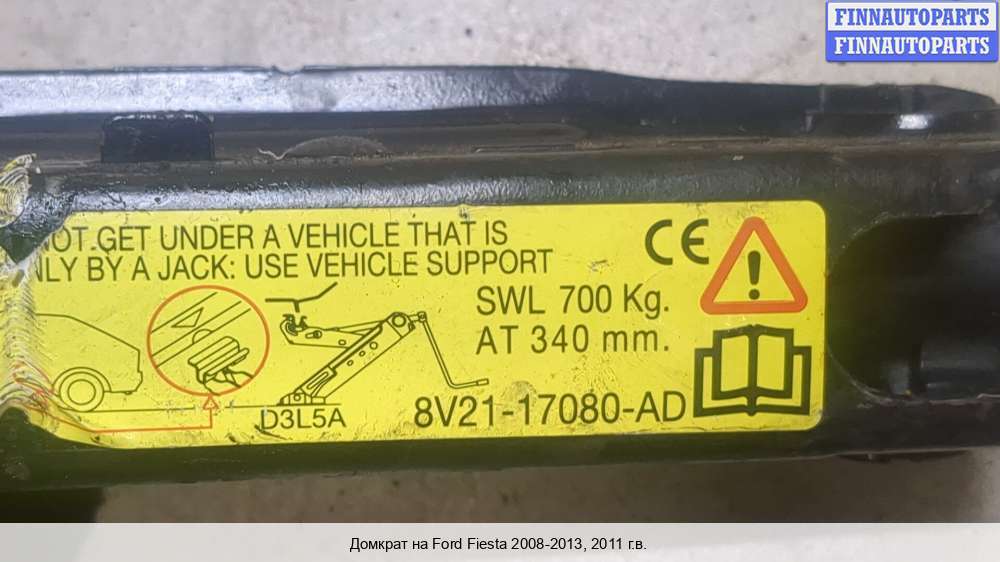 FINNAUTOPARTS
FINNAUTOPARTS
NOT GET UNDER A VEHICLE THAT IS
ONLY BY A JACK: USE VEHICLE SUPPORT
CE
SWL 700 Kg.
AT 340 mm.
D3L5A
8V21-17080-AD
Домкрат на Ford Fiesta 2008-2013, 2011 г.в.